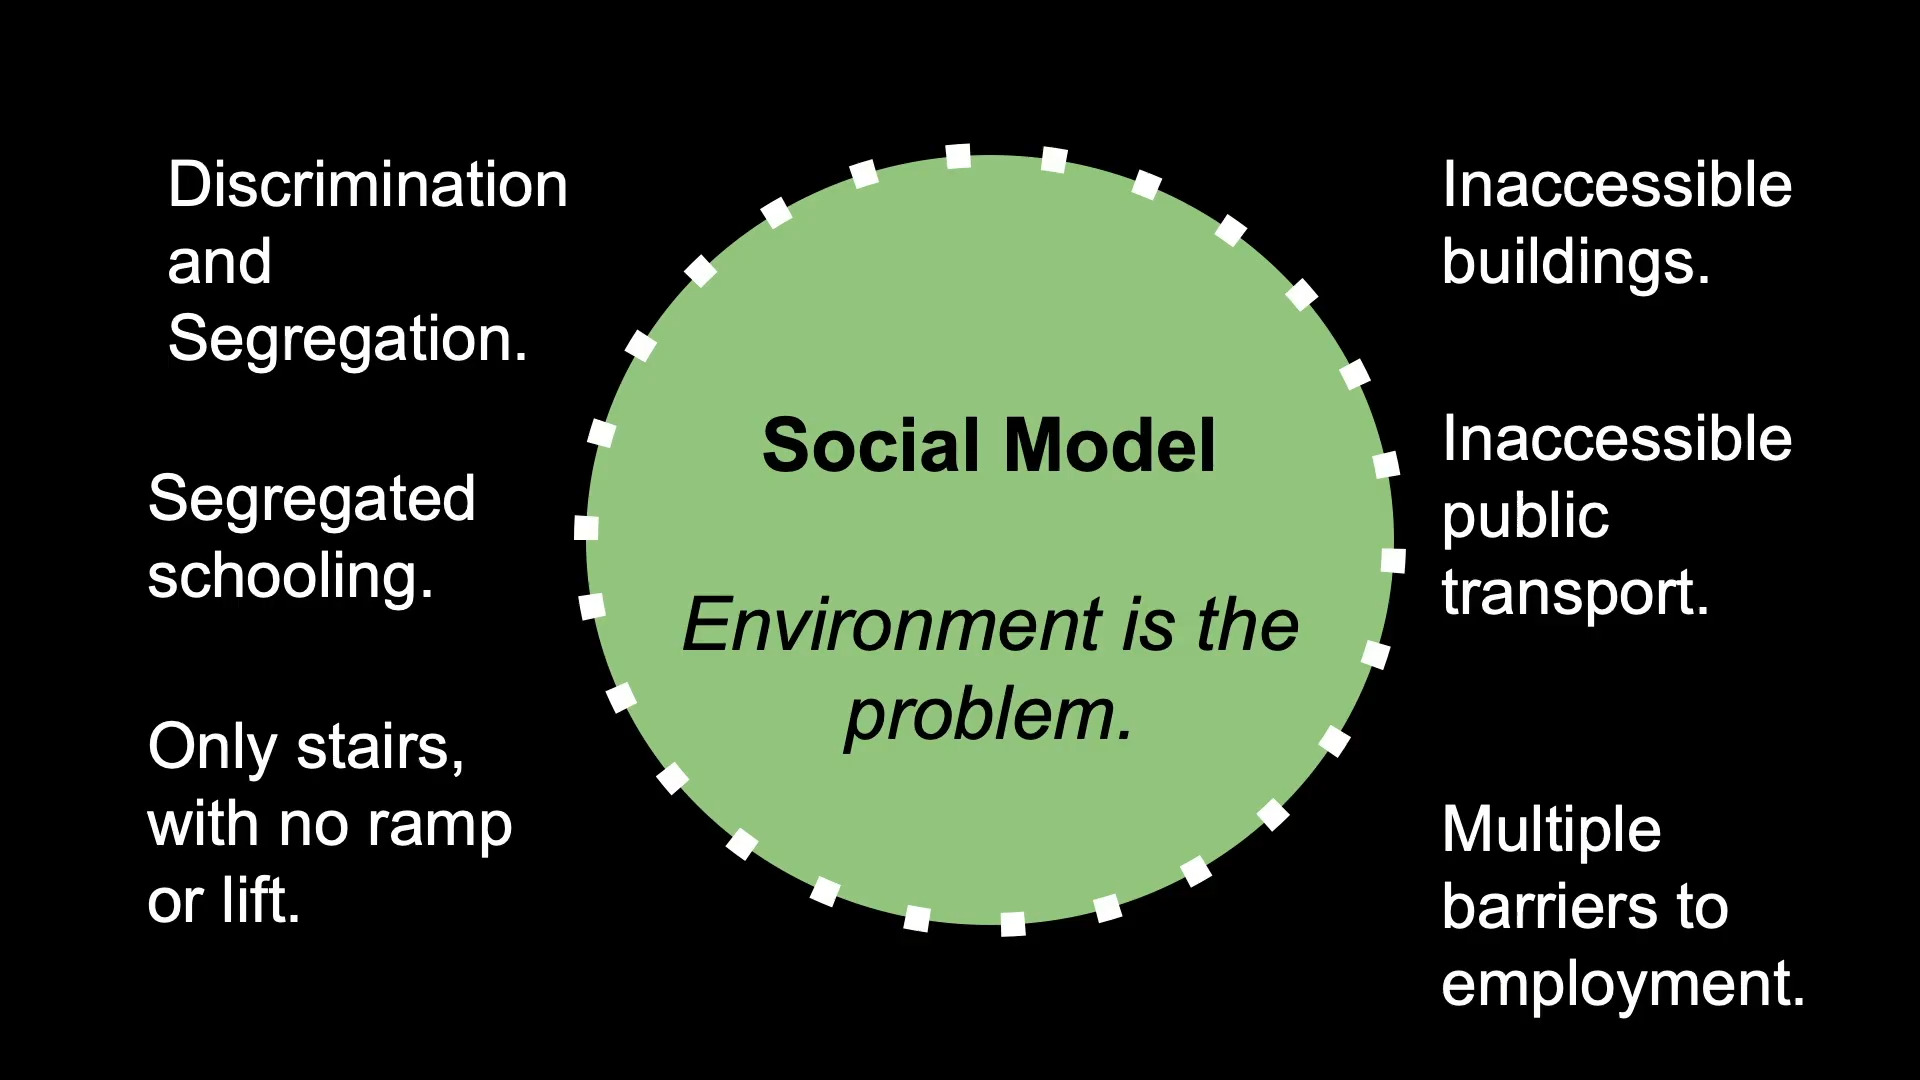 Discrimination
and
Segregation.
Segregated
schooling.
Only stairs,
with no ramp
or lift.
Social Model
Environment is the
problem.
Inaccessible
buildings.
Inaccessible
public
transport.
Multiple
barriers to
employment.